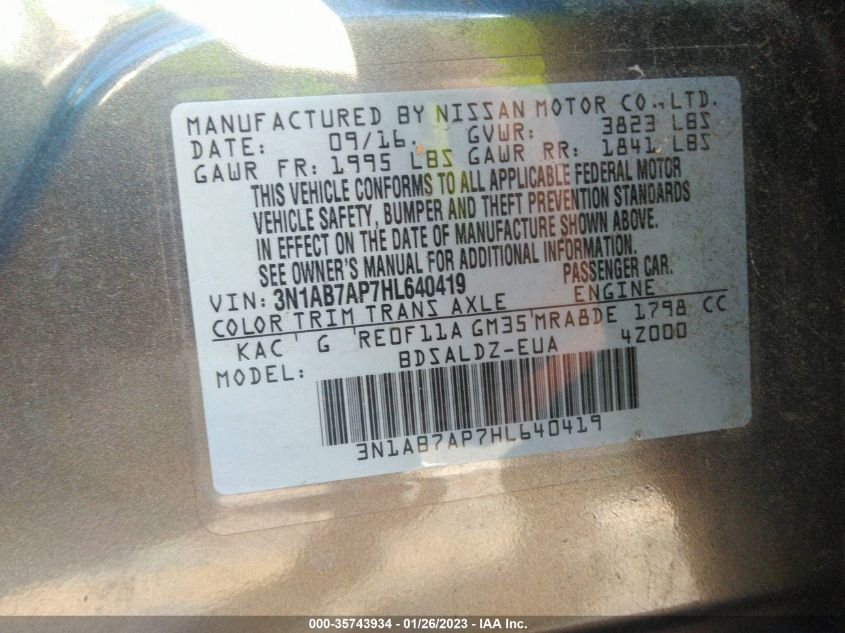 MANUFACTURED BY NISSAN MOTOR CO.,LTD.
DATE: 09/16. GVWR: 3823 LBS
GAWR FR: 1995 LBS GAWR RR: 1841 LBS
THIS VEHICLE CONFORMS TO ALL APPLICABLE FEDERAL MOTOR
VEHICLE SAFETY, BUMPER AND THEFT PREVENTION STANDARDS
IN EFFECT ON THE DATE OF MANUFACTURE SHOWN ABOVE.
SEE OWNER'S MANUAL FOR ADDITIONAL INFORMATION.
VIN: 3N1AB7AP7HL640419 PASSENGER CAR.
COLOR TRIM TRANS AXLE ENGINE
KAC G RE0F11A GM35 MRA8DE 1798 CC
MODEL: BDSALDZ-EUA 4Z000
3N1AB7AP7HL640419
000-35743934 - 01/26/2023 - IAA Inc.